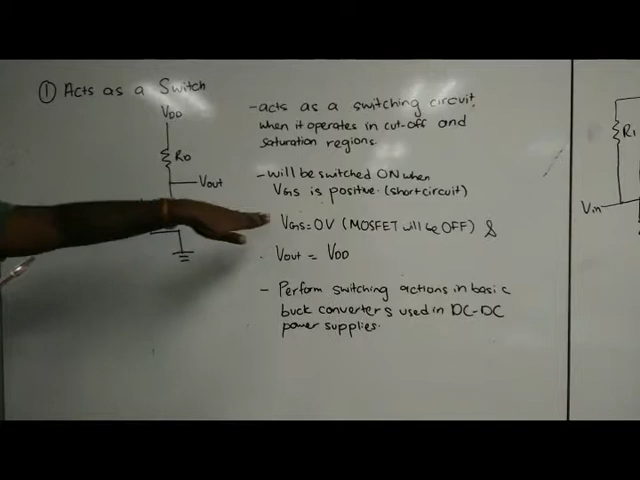 ① Acts as a Switch
VDD
RD
Vout
- acts as a switching circuit,
when it operates in cut-off and
saturation regions.
- will be switched ON when
VGS is positive. (short circuit)
VGS = 0V (MOSFET will be OFF) &
Vout = VDD
- Perform switching actions in basic
buck converters used in DC-DC
power supplies.
R1
Vin